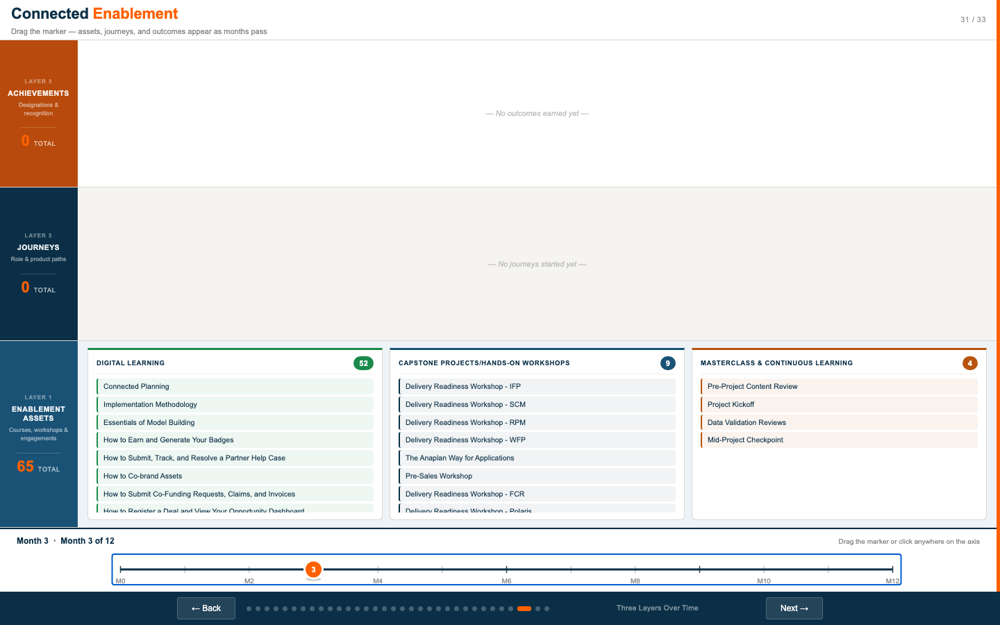 Connected Enablement
Drag the marker — assets, journeys, and outcomes appear as months pass
31 / 33
LAYER 3
ACHIEVEMENTS
Designations &
recognition
0 TOTAL
— No outcomes earned yet —
LAYER 2
JOURNEYS
Role & product paths
0 TOTAL
— No journeys started yet —
LAYER 1
ENABLEMENT
ASSETS
Courses, workshops &
engagements
65 TOTAL
DIGITAL LEARNING
52
Connected Planning
Implementation Methodology
Essentials of Model Building
How to Earn and Generate Your Badges
How to Submit, Track, and Resolve a Partner Help Case
How to Co-brand Assets
How to Submit Co-Funding Requests, Claims, and Invoices
How to Register a Deal and View Your Opportunity Dashboard
CAPSTONE PROJECTS/HANDS-ON WORKSHOPS
9
Delivery Readiness Workshop - IFP
Delivery Readiness Workshop - SCM
Delivery Readiness Workshop - RPM
Delivery Readiness Workshop - WFP
The Anaplan Way for Applications
Pre-Sales Workshop
Delivery Readiness Workshop - FCR
Delivery Readiness Workshop - Polaris
MASTERCLASS & CONTINUOUS LEARNING
4
Pre-Project Content Review
Project Kickoff
Data Validation Reviews
Mid-Project Checkpoint
Month 3 · Month 3 of 12
Drag the marker or click anywhere on the axis
3
M0 M2 M4 M6 M8 M10 M12
← Back
Three Layers Over Time
Next →